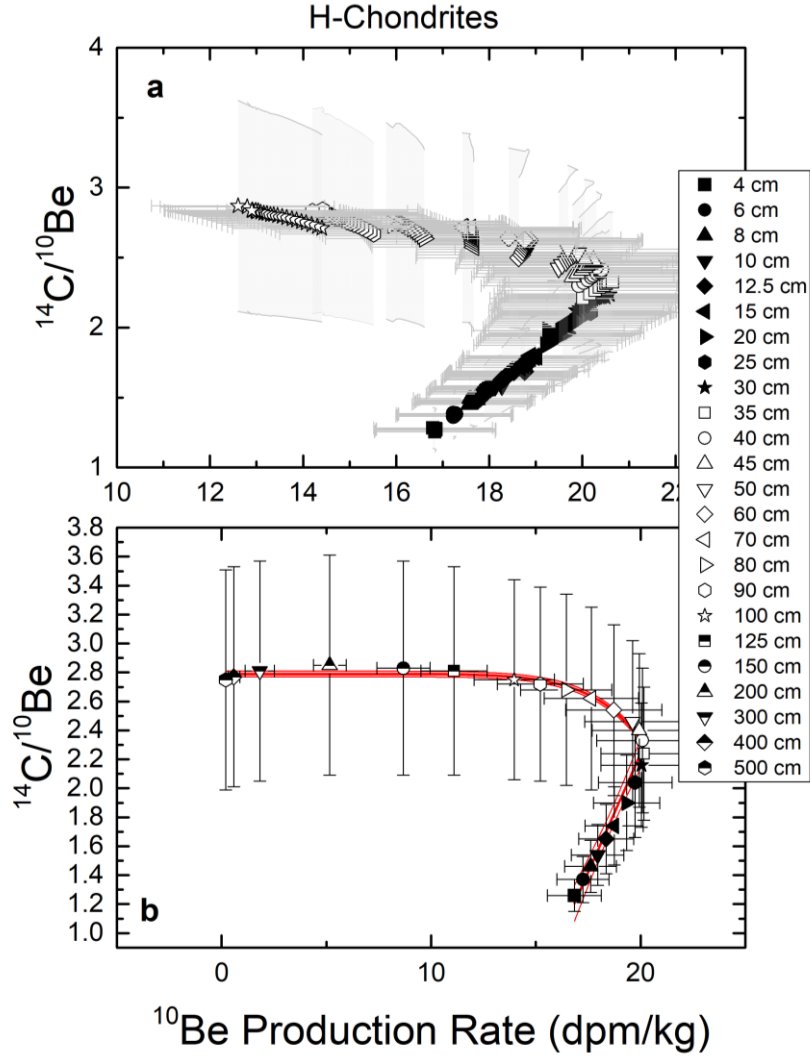 H-Chondrites
a
4
3
2
1
¹⁴C/¹⁰Be
10 12 14 16 18 20 22
4 cm
6 cm
8 cm
10 cm
12.5 cm
15 cm
20 cm
25 cm
30 cm
35 cm
40 cm
45 cm
50 cm
60 cm
70 cm
80 cm
90 cm
100 cm
125 cm
150 cm
200 cm
300 cm
400 cm
500 cm
3.8
3.6
3.4
3.2
3.0
2.8
2.6
2.4
2.2
2.0
1.8
1.6
1.4
1.2
1.0
¹⁴C/¹⁰Be
b
0 10 20
¹⁰Be Production Rate (dpm/kg)